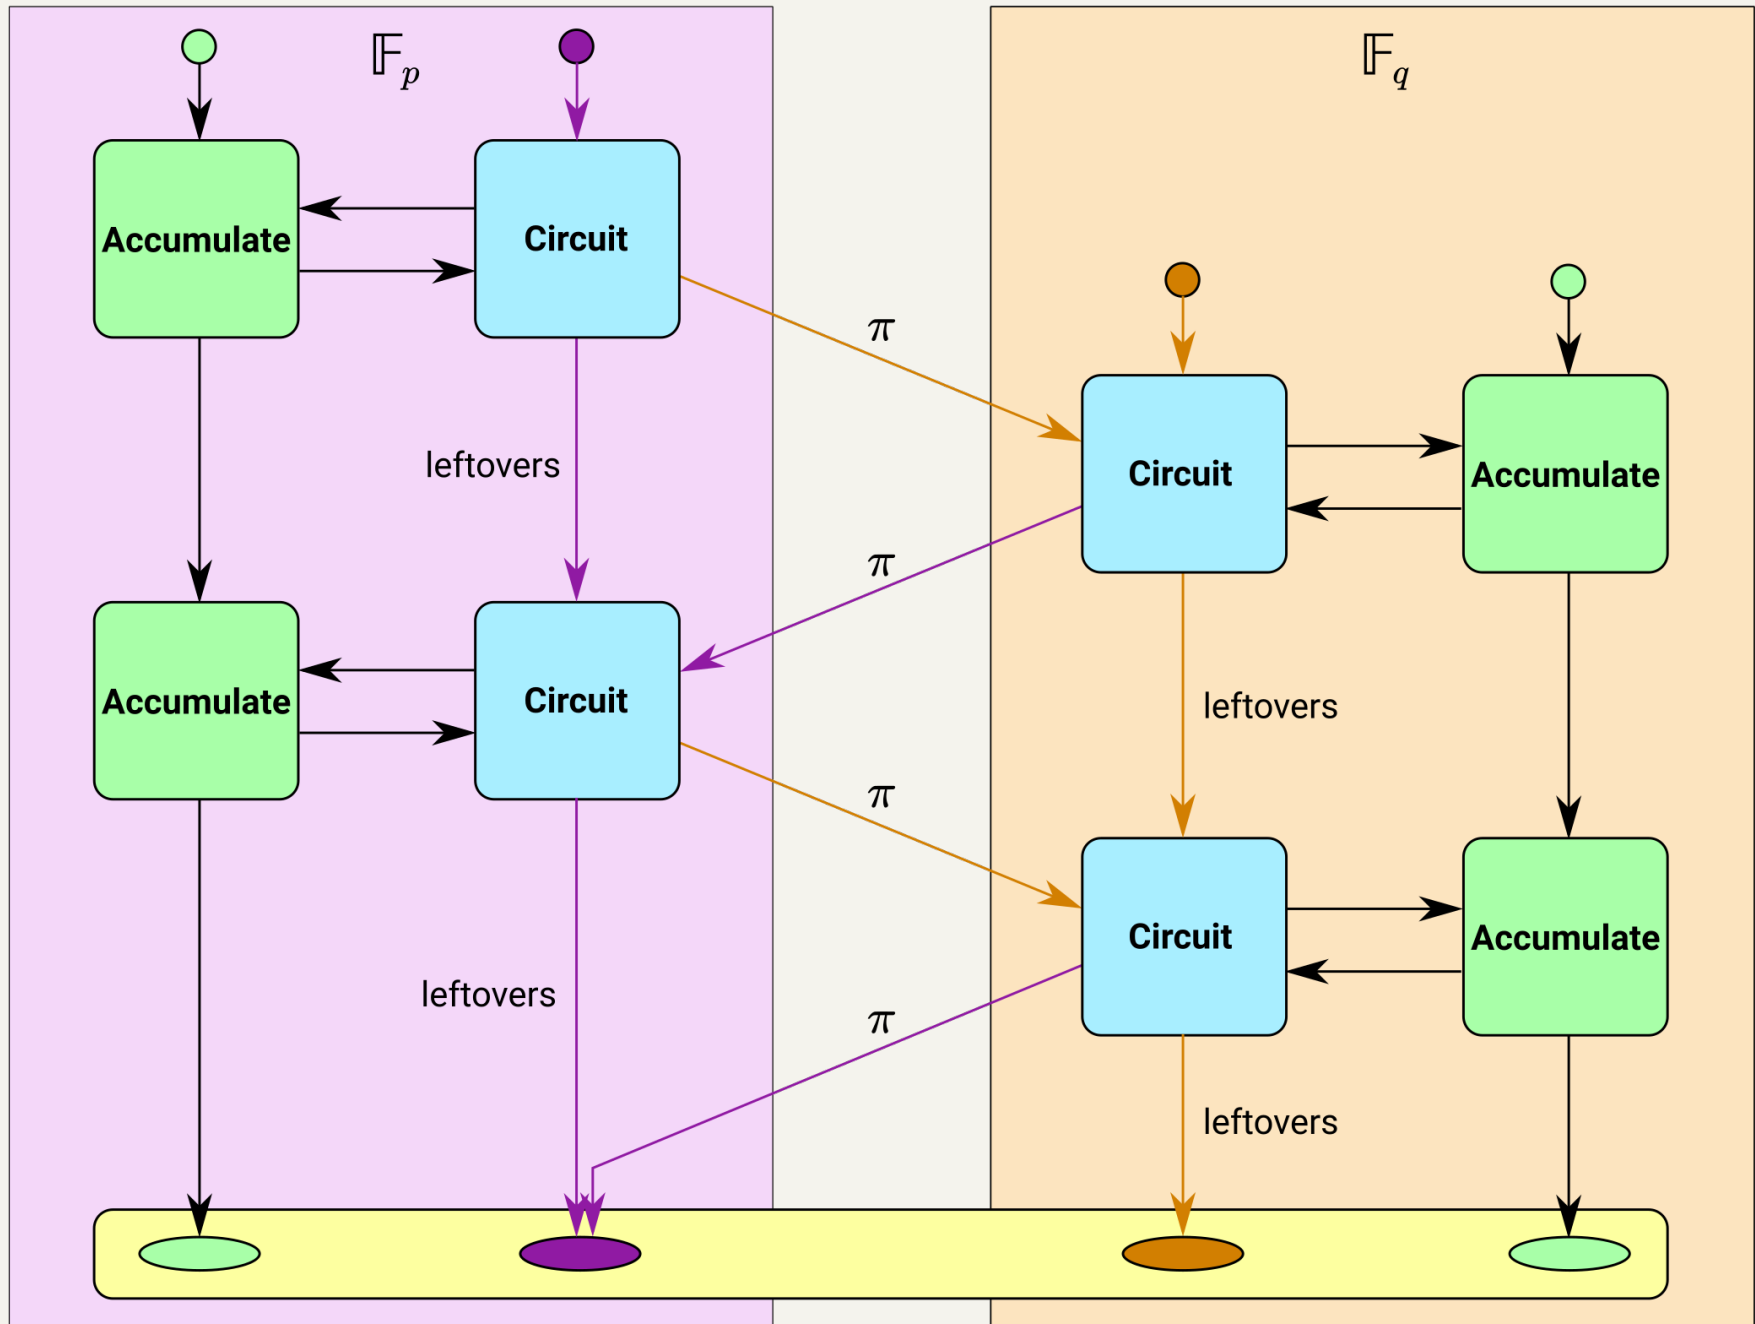 𝔽p
𝔽q
Accumulate
Circuit
π
leftovers
Circuit
Accumulate
π
Accumulate
Circuit
leftovers
π
Circuit
Accumulate
leftovers
π
leftovers